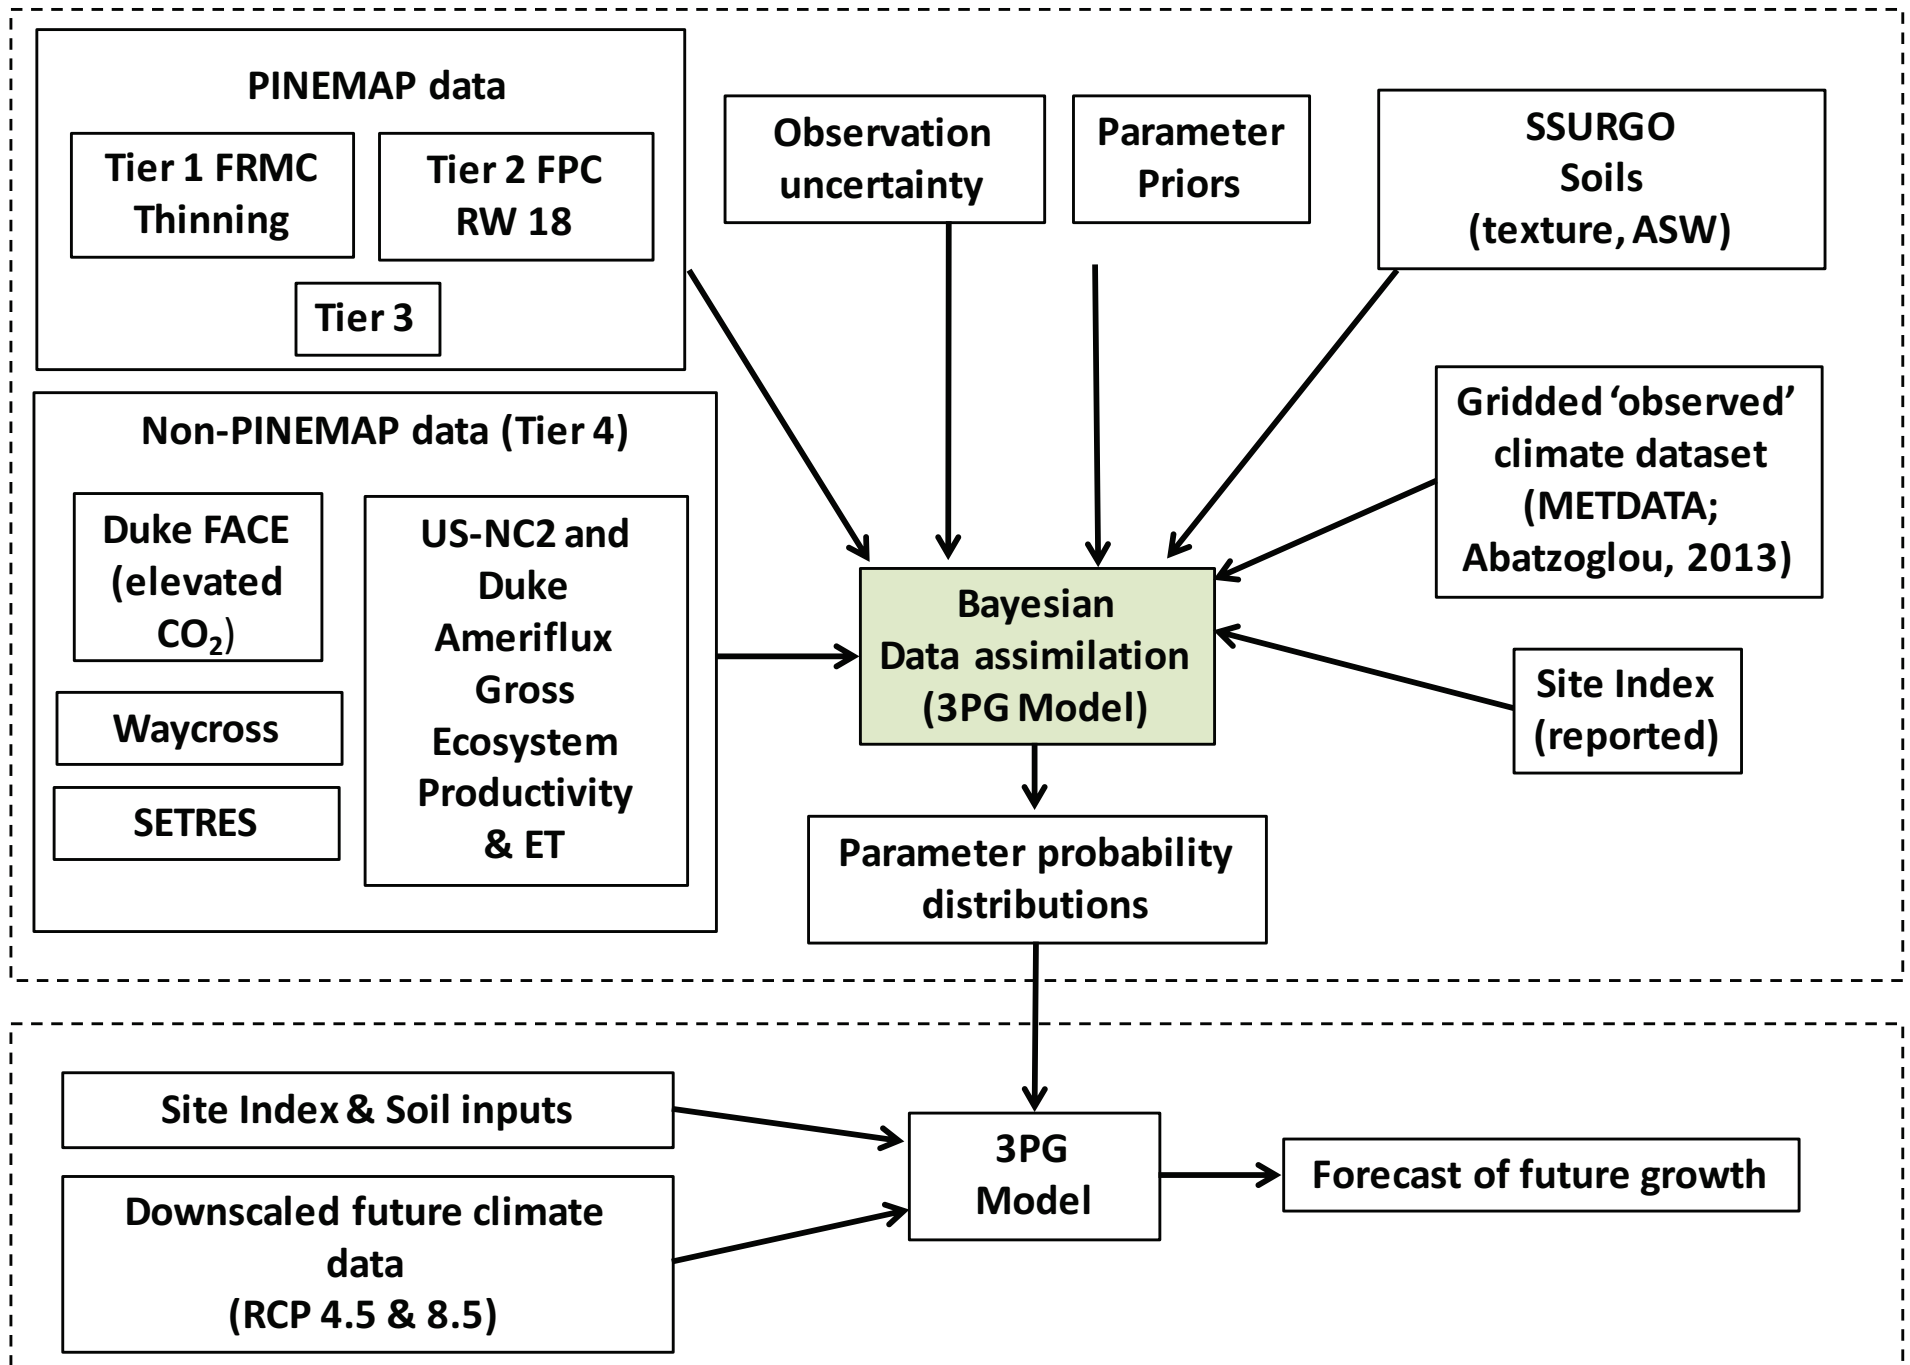 PINEMAP data
Tier 1 FRMC
Thinning
Tier 2 FPC
RW 18
Tier 3
Observation
uncertainty
Parameter
Priors
SSURGO
Soils
(texture, ASW)
Non-PINEMAP data (Tier 4)
Duke FACE
(elevated
CO₂)
Waycross
SETRES
US-NC2 and
Duke
Ameriflux
Gross
Ecosystem
Productivity
& ET
Gridded ‘observed’
climate dataset
(METDATA;
Abatzoglou, 2013)
Bayesian
Data assimilation
(3PG Model)
Site Index
(reported)
Parameter probability
distributions
Site Index & Soil inputs
Downscaled future climate
data
(RCP 4.5 & 8.5)
3PG
Model
Forecast of future growth